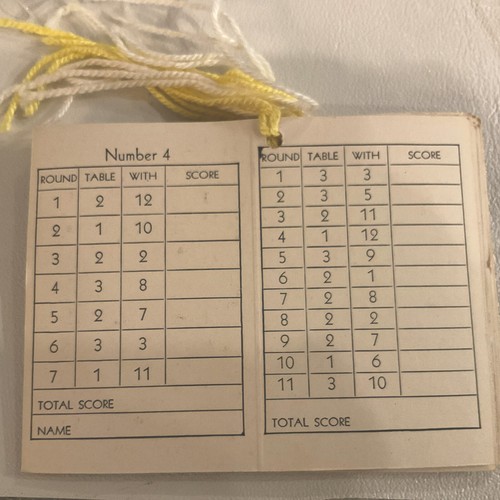 Number 4
ROUND TABLE WITH SCORE
1 2 12
2 1 10
3 2 2
4 3 8
5 2 7
6 3 3
7 1 11
TOTAL SCORE
NAME
ROUND TABLE WITH SCORE
1 3 3
2 3 5
3 2 11
4 1 12
5 3 9
6 2 1
7 2 8
8 2 2
9 2 7
10 1 6
11 3 10
TOTAL SCORE